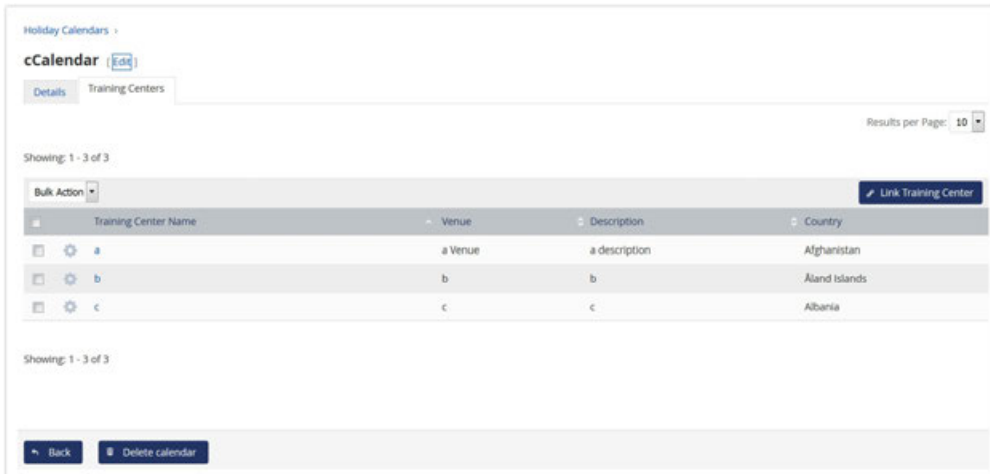 Holiday Calendars ›
cCalendar [Edit]
Details Training Centers
Results per Page: 10
Showing: 1 - 3 of 3
Bulk Action Link Training Center
Training Center Name Venue Description Country
a a Venue a description Afghanistan
b b b Åland Islands
c c c Albania
Showing: 1 - 3 of 3
Back Delete calendar